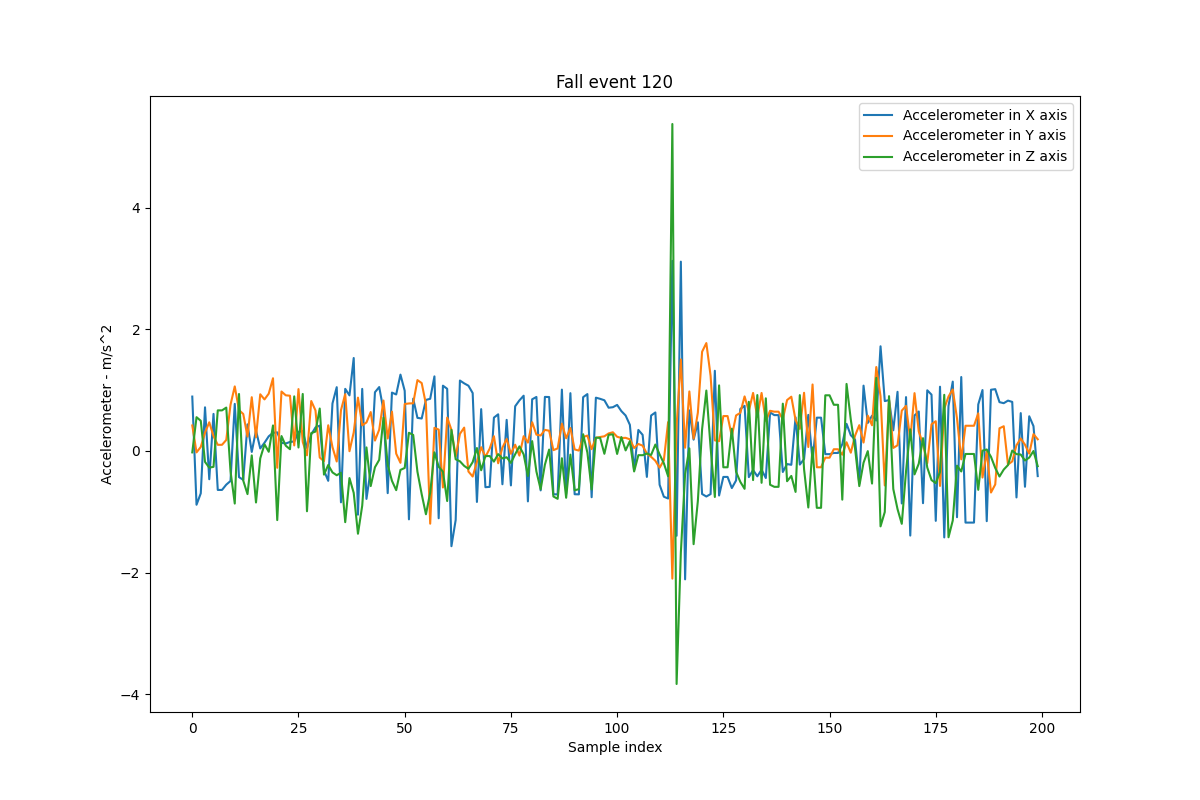 Fall event 120
Accelerometer in X axis
Accelerometer in Y axis
Accelerometer in Z axis
Accelerometer - m/s^2
4
2
0
−2
−4
0 25 50 75 100 125 150 175 200
Sample index